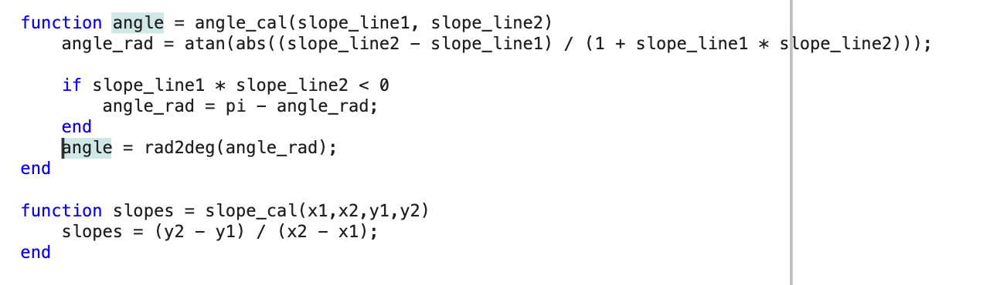 function angle = angle_cal(slope_line1, slope_line2)
    angle_rad = atan(abs((slope_line2 - slope_line1) / (1 + slope_line1 * slope_line2)));

    if slope_line1 * slope_line2 < 0
        angle_rad = pi - angle_rad;
    end
    angle = rad2deg(angle_rad);
end

function slopes = slope_cal(x1,x2,y1,y2)
    slopes = (y2 - y1) / (x2 - x1);
end